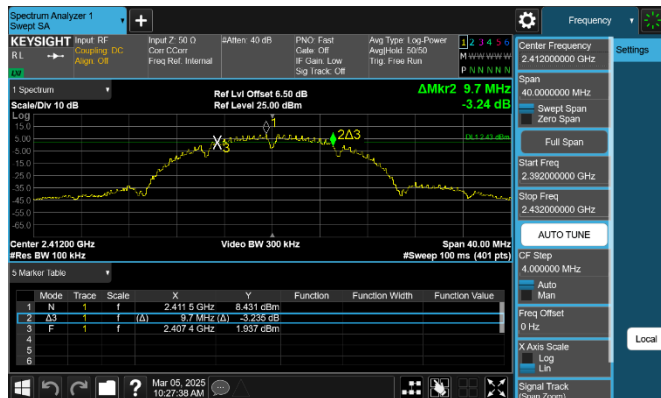 Spectrum Analyzer 1
Swept SA
+
Frequency
KEYSIGHT
RL
LXI
Input: RF
Coupling: DC
Align: Off
Input Z: 50 Ω
Corr CCorr
Freq Ref: Internal
#Atten: 40 dB
PNO: Fast
Gate: Off
IF Gain: Low
Sig Track: Off
Avg Type: Log-Power
Avg|Hold: 50/50
Trig: Free Run
1 2 3 4 5 6
M W W W W W
P N N N N N
1 Spectrum
Scale/Div 10 dB
Ref Lvl Offset 6.50 dB
Ref Level 25.00 dBm
ΔMkr2 9.7 MHz
-3.24 dB
Log
15.0
5.00
-5.00
-15.0
-25.0
-35.0
-45.0
-55.0
-65.0
1
X3
2Δ3
DL1 2.43 dBm
Center 2.41200 GHz
#Res BW 100 kHz
Video BW 300 kHz
Span 40.00 MHz
#Sweep 100 ms (401 pts)
5 Marker Table
Mode Trace Scale X Y Function Function Width Function Value
1 N 1 f 2.411 5 GHz 8.431 dBm
2 Δ3 1 f (Δ) 9.7 MHz (Δ) -3.235 dB
3 F 1 f 2.407 4 GHz 1.937 dBm
4
5
6
Mar 05, 2025
10:27:38 AM
?
Center Frequency
2.412000000 GHz
Span
40.0000000 MHz
Swept Span
Zero Span
Full Span
Start Freq
2.392000000 GHz
Stop Freq
2.432000000 GHz
AUTO TUNE
CF Step
4.000000 MHz
Auto
Man
Freq Offset
0 Hz
X Axis Scale
Log
Lin
Signal Track
(Span Zoom)
Settings
Local